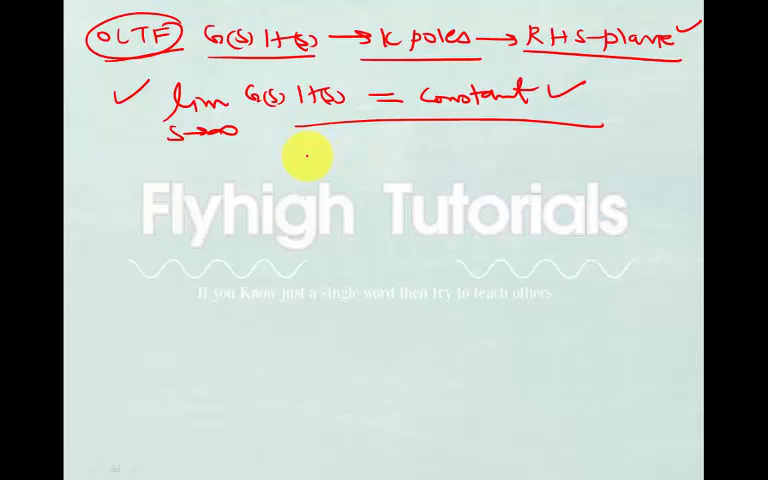 OLTF G(s) H(s) → K poles → RHS-plane ✓
✓ lim G(s) H(s) = constant ✓
s→∞
Flyhigh Tutorials
If you Know just a single word then try to teach others